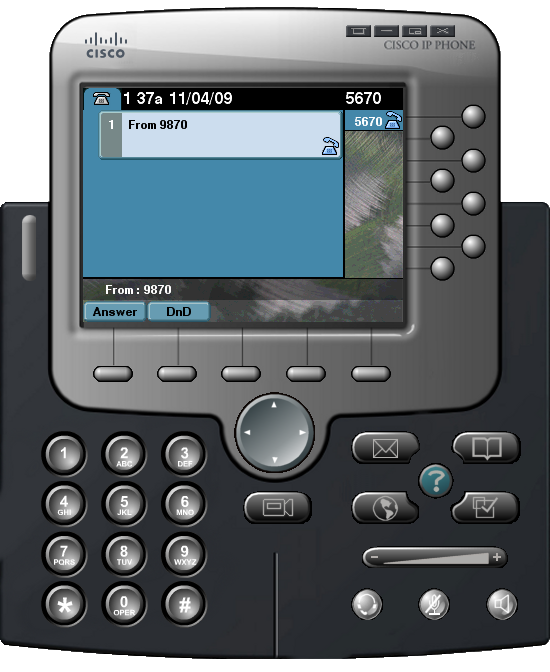 CISCO
CISCO IP PHONE
1 37a 11/04/09 5670
5670
1 From 9870
From : 9870
Answer DnD
1
2
ABC
3
DEF
4
GHI
5
JKL
6
MNO
7
PQRS
8
TUV
9
WXYZ
*
0
OPER
#
?
- +